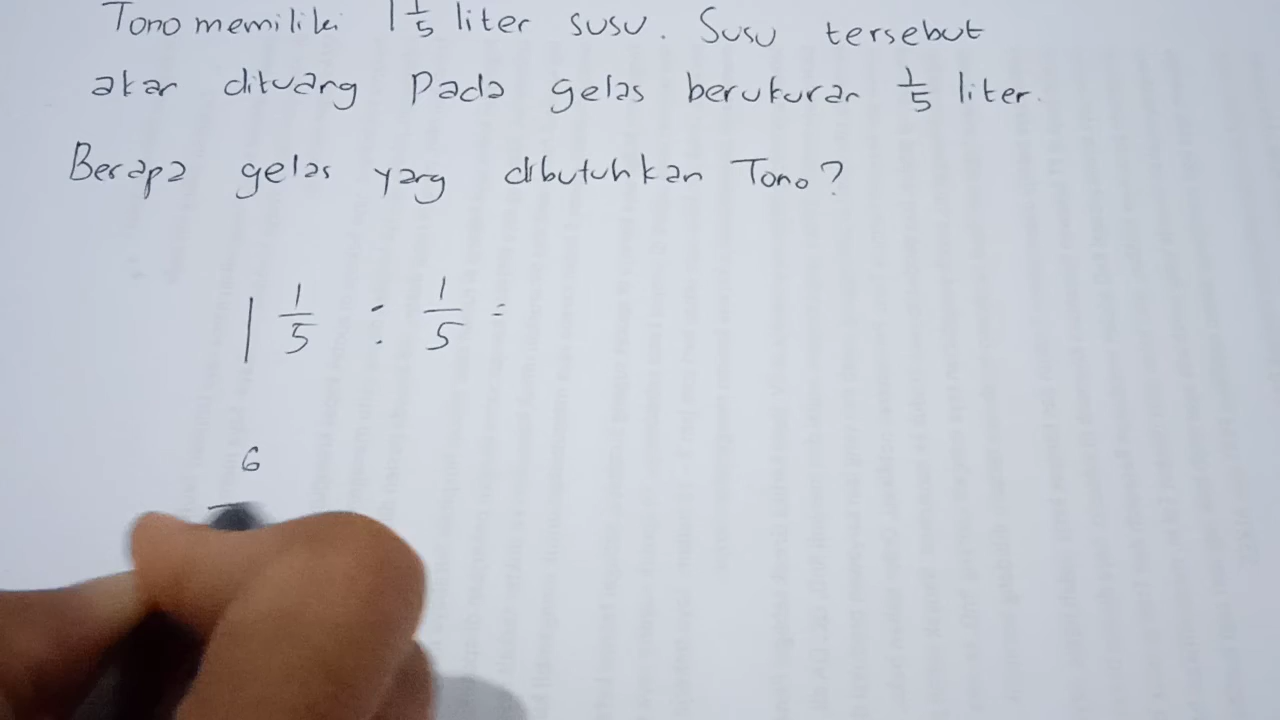 Tono memiliki 1 1/5 liter susu. Susu tersebut
akan dituang Pada gelas berukuran 1/5 liter.
Berapa gelas yang dibutuhkan Tono?
1 1/5 : 1/5 =
6